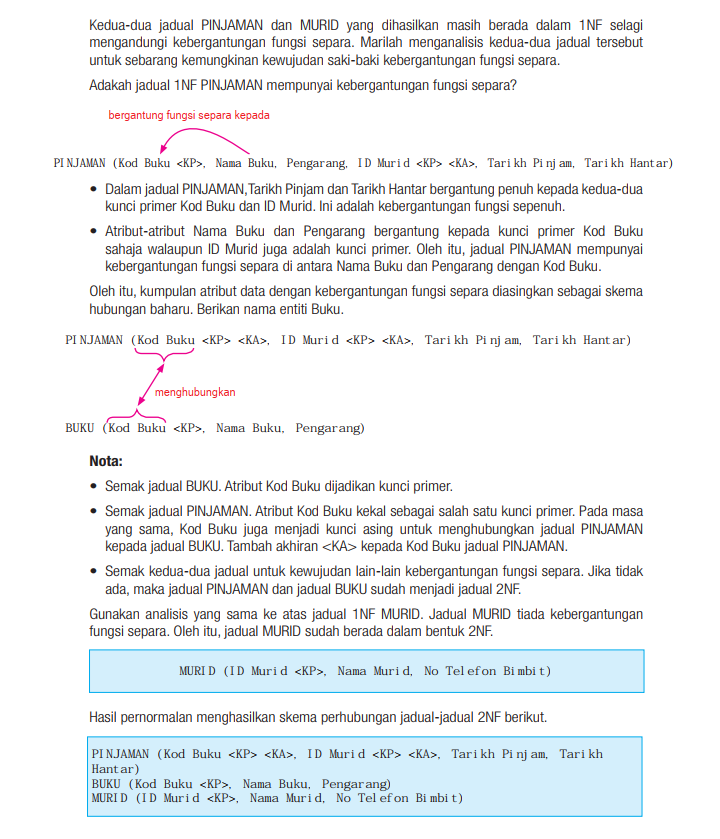 Kedua-dua jadual PINJAMAN dan MURID yang dihasilkan masih berada dalam 1NF selagi
mengandungi kebergantungan fungsi separa. Marilah menganalisis kedua-dua jadual tersebut
untuk sebarang kemungkinan kewujudan saki-baki kebergantungan fungsi separa.
Adakah jadual 1NF PINJAMAN mempunyai kebergantungan fungsi separa?
bergantung fungsi separa kepada
PINJAMAN (Kod Buku <KP>, Nama Buku, Pengarang, ID Murid <KP> <KA>, Tarikh Pinjam, Tarikh Hantar)
• Dalam jadual PINJAMAN,Tarikh Pinjam dan Tarikh Hantar bergantung penuh kepada kedua-dua
kunci primer Kod Buku dan ID Murid. Ini adalah kebergantungan fungsi sepenuh.
• Atribut-atribut Nama Buku dan Pengarang bergantung kepada kunci primer Kod Buku
sahaja walaupun ID Murid juga adalah kunci primer. Oleh itu, jadual PINJAMAN mempunyai
kebergantungan fungsi separa di antara Nama Buku dan Pengarang dengan Kod Buku.
Oleh itu, kumpulan atribut data dengan kebergantungan fungsi separa diasingkan sebagai skema
hubungan baharu. Berikan nama entiti Buku.
PINJAMAN (Kod Buku <KP> <KA>, ID Murid <KP> <KA>, Tarikh Pinjam, Tarikh Hantar)
menghubungkan
BUKU (Kod Buku <KP>, Nama Buku, Pengarang)
Nota:
• Semak jadual BUKU. Atribut Kod Buku dijadikan kunci primer.
• Semak jadual PINJAMAN. Atribut Kod Buku kekal sebagai salah satu kunci primer. Pada masa
yang sama, Kod Buku juga menjadi kunci asing untuk menghubungkan jadual PINJAMAN
kepada jadual BUKU. Tambah akhiran <KA> kepada Kod Buku jadual PINJAMAN.
• Semak kedua-dua jadual untuk kewujudan lain-lain kebergantungan fungsi separa. Jika tidak
ada, maka jadual PINJAMAN dan jadual BUKU sudah menjadi jadual 2NF.
Gunakan analisis yang sama ke atas jadual 1NF MURID. Jadual MURID tiada kebergantungan
fungsi separa. Oleh itu, jadual MURID sudah berada dalam bentuk 2NF.
MURID (ID Murid <KP>, Nama Murid, No Telefon Bimbit)
Hasil pernormalan menghasilkan skema perhubungan jadual-jadual 2NF berikut.
PINJAMAN (Kod Buku <KP> <KA>, ID Murid <KP> <KA>, Tarikh Pinjam, Tarikh
Hantar)
BUKU (Kod Buku <KP>, Nama Buku, Pengarang)
MURID (ID Murid <KP>, Nama Murid, No Telefon Bimbit)